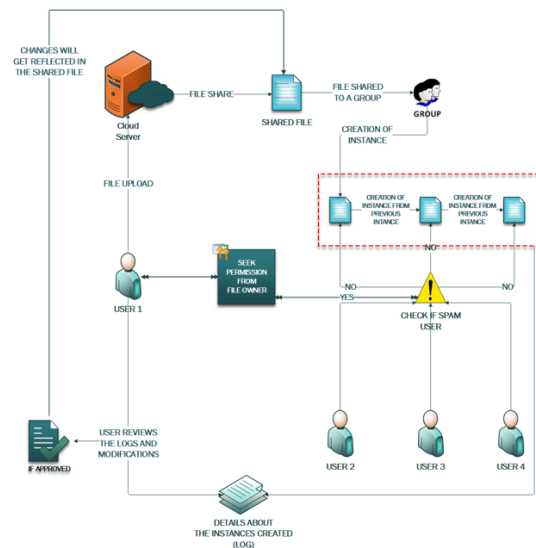 CHANGES WILL
GET REFLECTED IN
THE SHARED FILE
Cloud
Server
FILE SHARE
SHARED FILE
FILE SHARED
TO A GROUP
GROUP
CREATION OF
INSTANCE
CREATION OF
INSTANCE FROM
PREVIOUS
INTANCE
CREATION OF
INSTANCE FROM
PREVIOUS
INTANCE
FILE UPLOAD
USER 1
SEEK
PERMISSION
FROM
FILE OWNER
NO
NO
NO
YES
CHECK IF SPAM
USER
USER 2
USER 3
USER 4
USER REVIEWS
THE LOGS AND
MODIFICATIONS
IF APPROVED
DETAILS ABOUT
THE INSTANCES CREATED
(LOG)